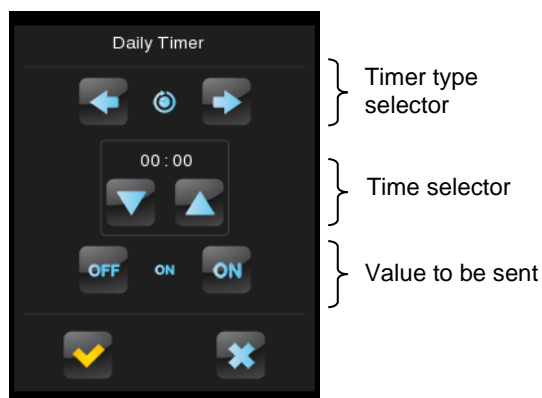 Daily Timer
Timer type
selector
00:00
Time selector
OFF ON ON
Value to be sent